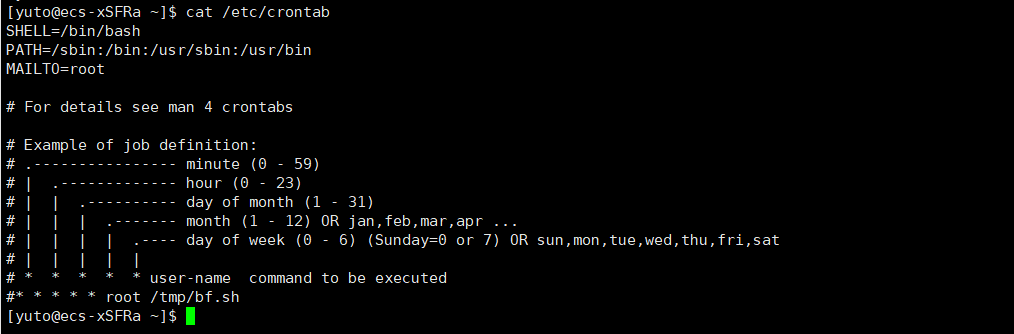 [yuto@ecs-xSFRa ~]$ cat /etc/crontab
SHELL=/bin/bash
PATH=/sbin:/bin:/usr/sbin:/usr/bin
MAILTO=root

# For details see man 4 crontabs

# Example of job definition:
# .---------------- minute (0 - 59)
# |  .------------- hour (0 - 23)
# |  |  .---------- day of month (1 - 31)
# |  |  |  .------- month (1 - 12) OR jan,feb,mar,apr ...
# |  |  |  |  .---- day of week (0 - 6) (Sunday=0 or 7) OR sun,mon,tue,wed,thu,fri,sat
# |  |  |  |  |
# *  *  *  *  * user-name  command to be executed
#* * * * * root /tmp/bf.sh
[yuto@ecs-xSFRa ~]$